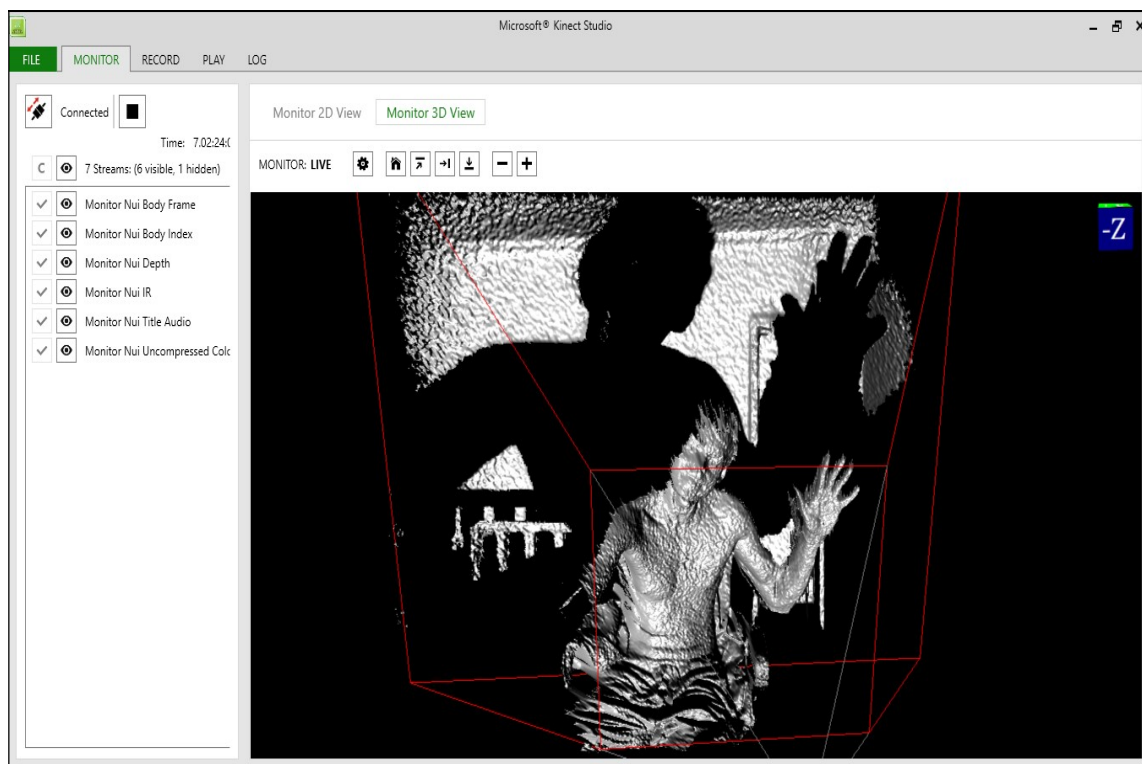 Microsoft® Kinect Studio
FILE MONITOR RECORD PLAY LOG
Connected
Time: 7.02:24:0
C 7 Streams: (6 visible, 1 hidden)
Monitor Nui Body Frame
Monitor Nui Body Index
Monitor Nui Depth
Monitor Nui IR
Monitor Nui Title Audio
Monitor Nui Uncompressed Colo
Monitor 2D View Monitor 3D View
MONITOR: LIVE
-Z